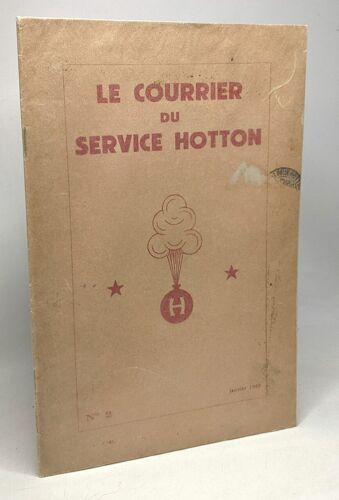 LE COURRIER
DU
SERVICE HOTTON
H
N° 2
Janvier